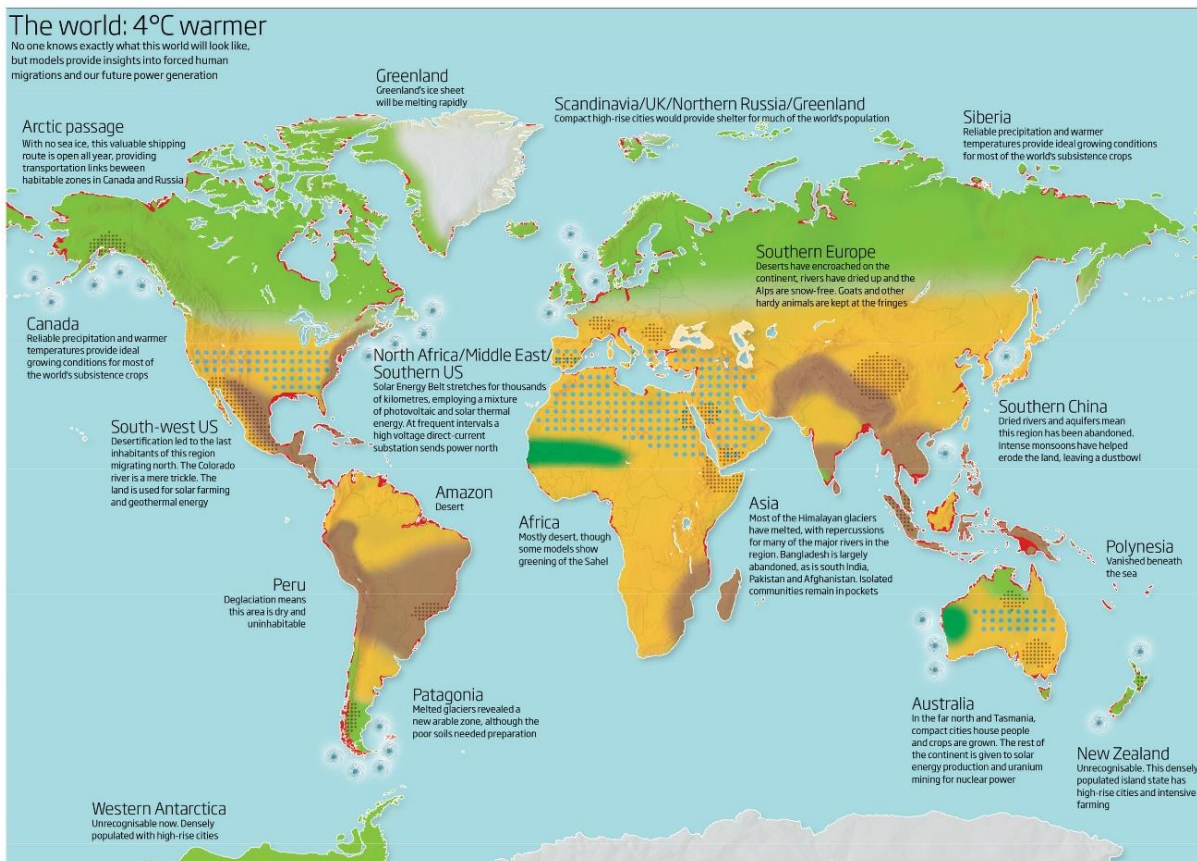 The world: 4°C warmer
No one knows exactly what this world will look like,
but models provide insights into forced human
migrations and our future power generation
Greenland
Greenland's ice sheet
will be melting rapidly
Scandinavia/UK/Northern Russia/Greenland
Compact high-rise cities would provide shelter for much of the world's population
Siberia
Reliable precipitation and warmer
temperatures provide ideal growing conditions
for most of the world's subsistence crops
Arctic passage
With no sea ice, this valuable shipping
route is open all year, providing
transportation links beween
habitable zones in Canada and Russia
Southern Europe
Deserts have encroached on the
continent, rivers have dried up and the
Alps are snow-free. Goats and other
hardy animals are kept at the fringes
Canada
Reliable precipitation and warmer
temperatures provide ideal
growing conditions for most of
the world's subsistence crops
North Africa/Middle East/
Southern US
Solar Energy Belt stretches for thousands
of kilometres, employing a mixture
of photovoltaic and solar thermal
energy. At frequent intervals a
high voltage direct-current
substation sends power north
South-west US
Desertification led to the last
inhabitants of this region
migrating north. The Colorado
river is a mere trickle. The
land is used for solar farming
and geothermal energy
Southern China
Dried rivers and aquifers mean
this region has been abandoned.
Intense monsoons have helped
erode the land, leaving a dustbowl
Amazon
Desert
Africa
Mostly desert, though
some models show
greening of the Sahel
Asia
Most of the Himalayan glaciers
have melted, with repercussions
for many of the major rivers in the
region. Bangladesh is largely
abandoned, as is south India,
Pakistan and Afghanistan. Isolated
communities remain in pockets
Polynesia
Vanished beneath
the sea
Peru
Deglaciation means
this area is dry and
uninhabitable
Patagonia
Melted glaciers revealed a
new arable zone, although the
poor soils needed preparation
Australia
In the far north and Tasmania,
compact cities house people
and crops are grown. The rest of
the continent is given to solar
energy production and uranium
mining for nuclear power
New Zealand
Unrecognisable. This densely
populated island state has
high-rise cities and intensive
farming
Western Antarctica
Unrecognisable now. Densely
populated with high-rise cities